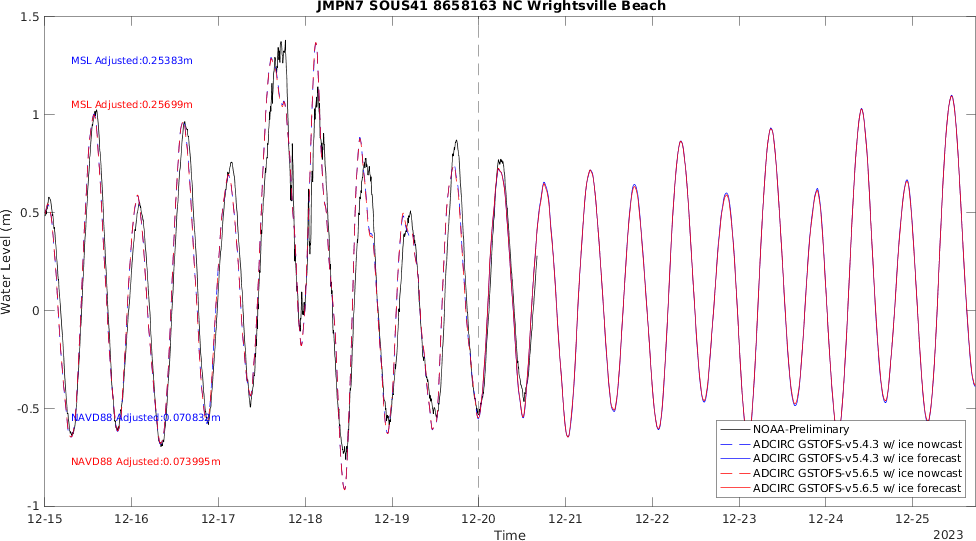 JMPN7 SOUS41 8658163 NC Wrightsville Beach
1.5
MSL Adjusted:0.25383m
MSL Adjusted:0.25699m
1
0.5
Water Level (m)
0
-0.5
NAVD88 Adjusted:0.070832m
NAVD88 Adjusted:0.073995m
-1
NOAA-Preliminary
ADCIRC GSTOFS-v5.4.3 w/ ice nowcast
ADCIRC GSTOFS-v5.4.3 w/ ice forecast
ADCIRC GSTOFS-v5.6.5 w/ ice nowcast
ADCIRC GSTOFS-v5.6.5 w/ ice forecast
12-15 12-16 12-17 12-18 12-19 12-20 12-21 12-22 12-23 12-24 12-25
Time
2023